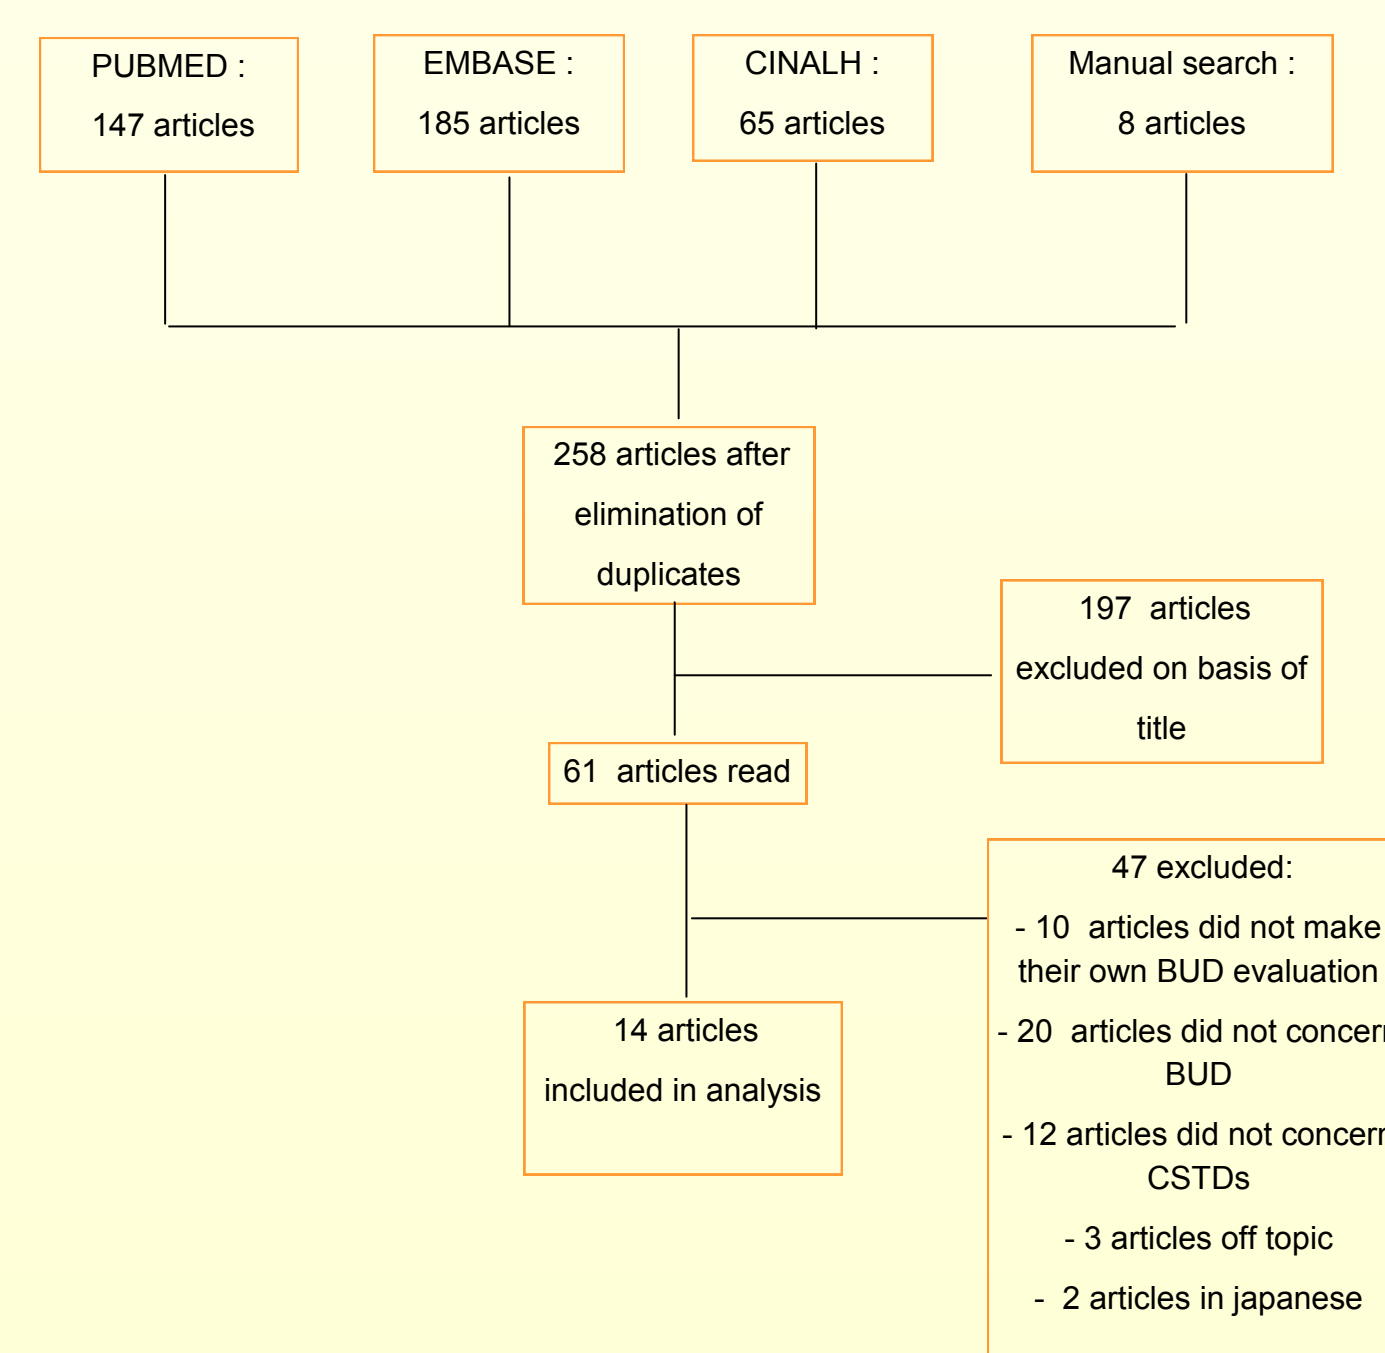 PUBMED :
147 articles
EMBASE :
185 articles
CINALH :
65 articles
Manual search :
8 articles
258 articles after
elimination of
duplicates
197 articles
excluded on basis of
title
61 articles read
47 excluded:
- 10 articles did not make
their own BUD evaluation
- 20 articles did not concern
BUD
- 12 articles did not concern
CSTDs
- 3 articles off topic
- 2 articles in japanese
14 articles
included in analysis